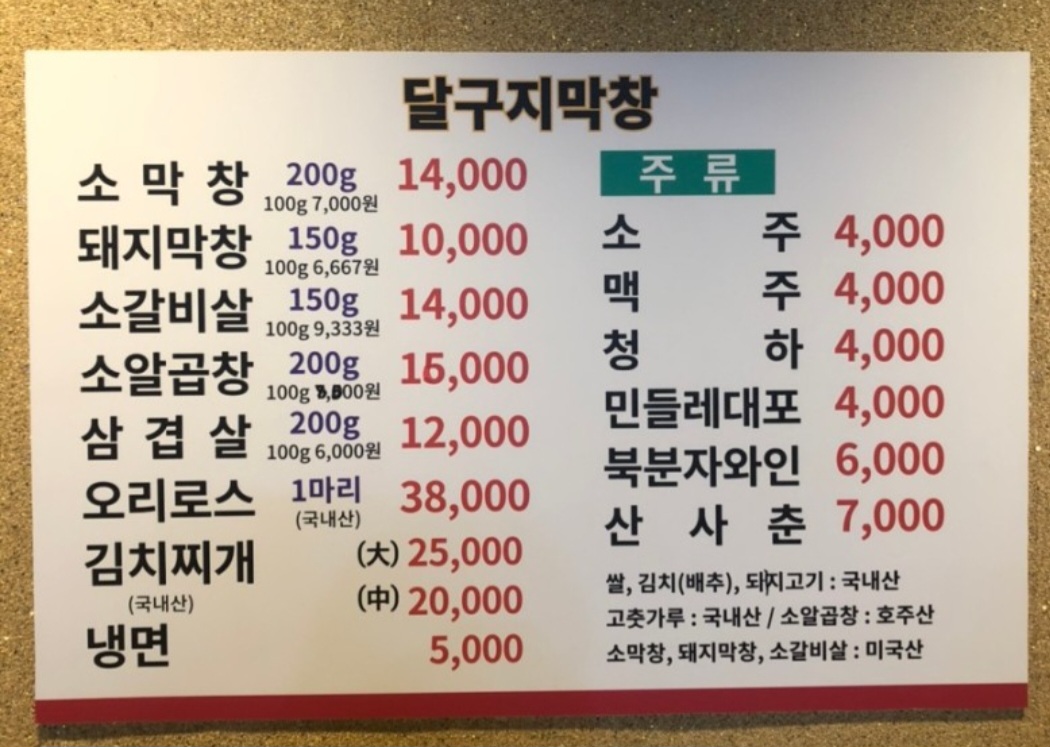 달구지막창
소 막 창 200g 14,000
100g 7,000원
돼지막창 150g 10,000
100g 6,667원
소갈비살 150g 14,000
100g 9,333원
소알곱창 200g
100g
삼 겹 살 200g 12,000
100g 6,000원
오리로스 1마리 38,000
(국내산)
김치찌개 (大) 25,000
(국내산) (中) 20,000
냉면 5,000
주 류
소 주 4,000
맥 주 4,000
청 하 4,000
민들레대포 4,000
북분자와인 6,000
산 사 춘 7,000
쌀, 김치(배추), 돼지고기 : 국내산
고춧가루 : 국내산 / 소알곱창 : 호주산
소막창, 돼지막창, 소갈비살 : 미국산